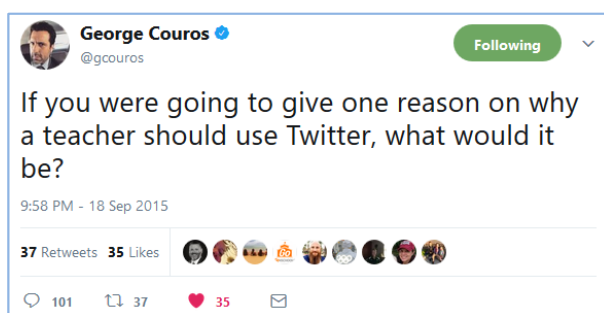 George Couros
@gcouros
Following
If you were going to give one reason on why
a teacher should use Twitter, what would it
be?
9:58 PM - 18 Sep 2015
37 Retweets 35 Likes
101 37 35